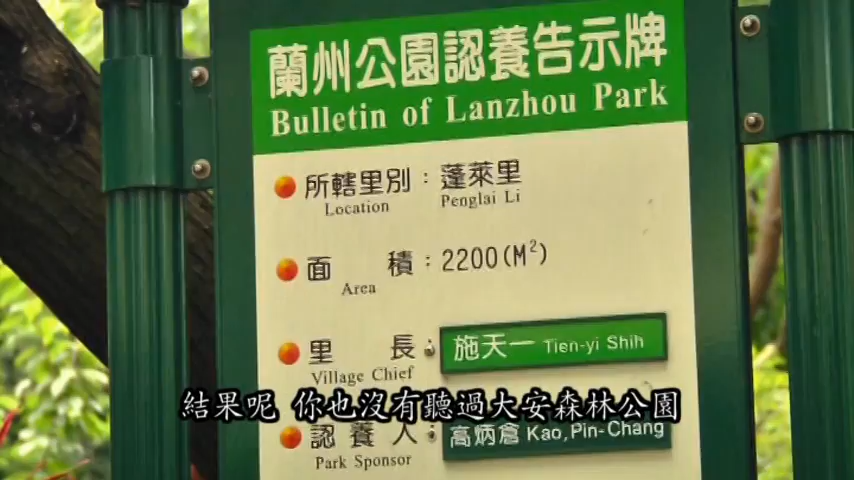 蘭州公園認養告示牌
Bulletin of Lanzhou Park
所轄里別：蓬萊里
Location Penglai Li
面 積：2200(M²)
Area
里 長：施天一 Tien-yi Shih
Village Chief
結果呢 你也沒有聽過大安森林公園
認養人：高炳倉 Kao, Pin-Chang
Park Sponsor